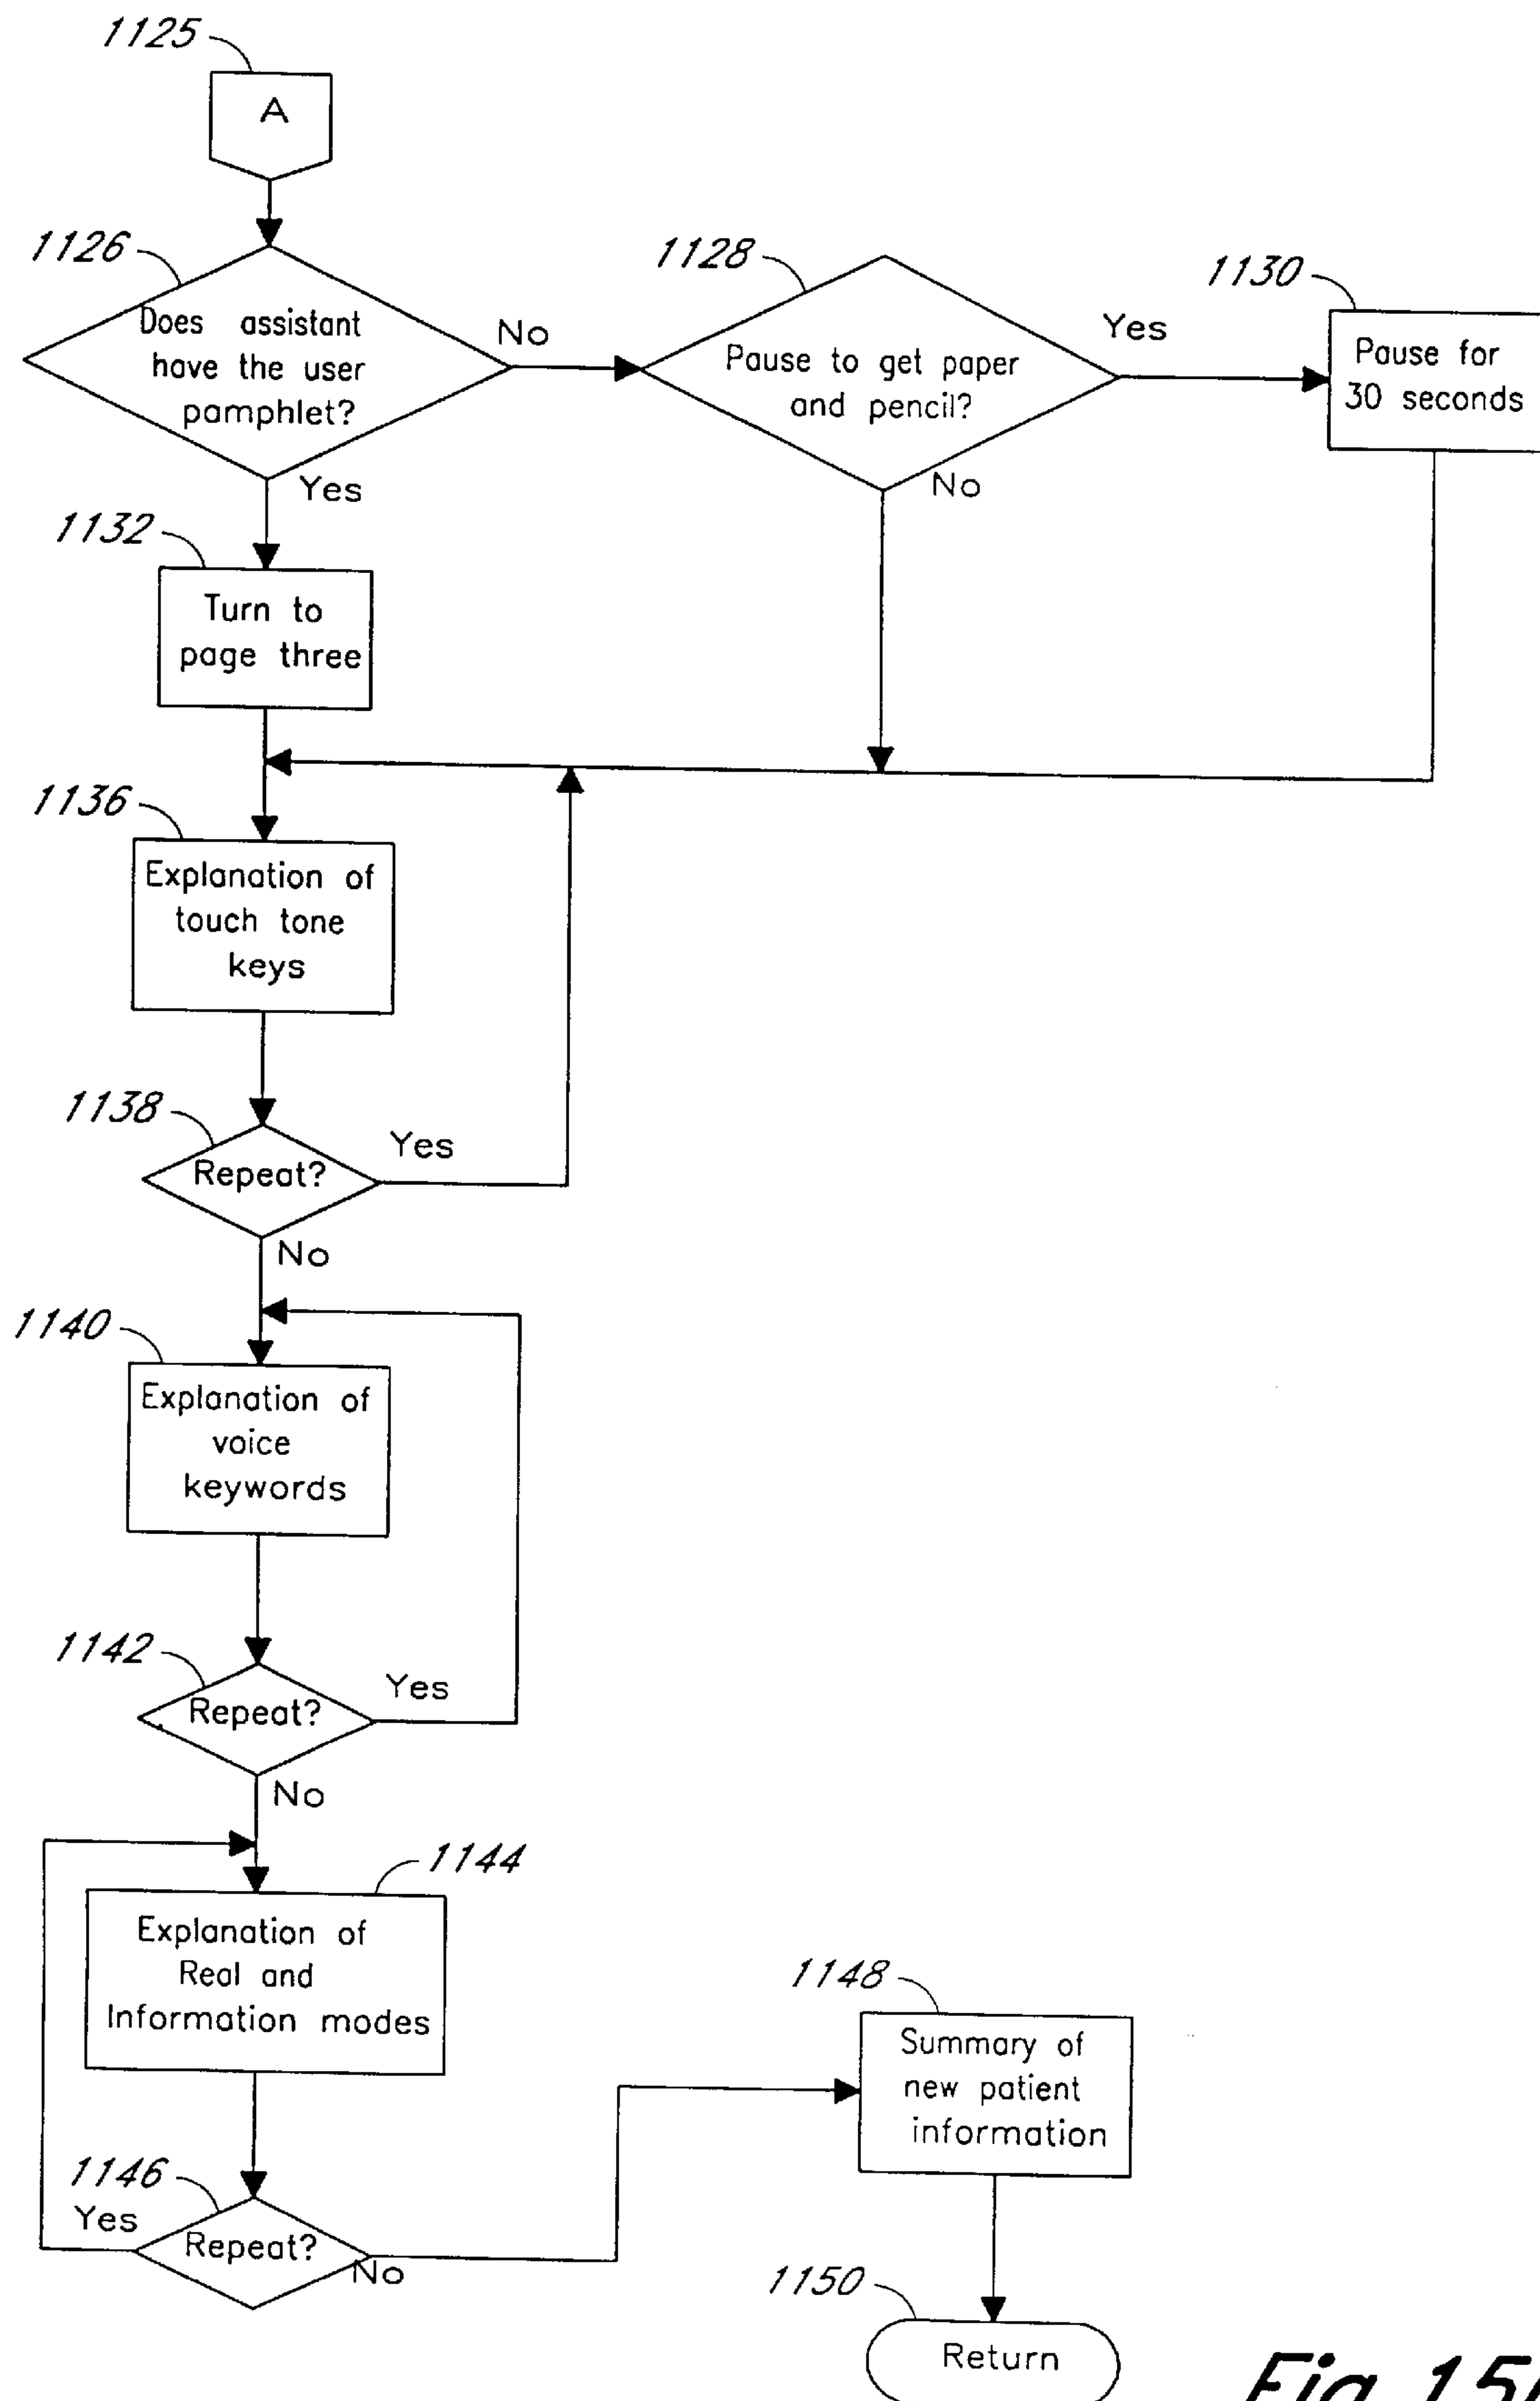 1125
A
1126
Does assistant
have the user
pamphlet?
No
Yes
1128
Pause to get paper
and pencil?
Yes
No
1130
Pause for
30 seconds
1132
Turn to
page three
1136
Explanation of
touch tone
keys
1138
Repeat?
Yes
No
1140
Explanation of
voice
keywords
1142
Repeat?
Yes
No
1144
Explanation of
Real and
Information modes
1146
Yes
Repeat?
No
1148
Summary of
new patient
information
1150
Return
Fig. 15